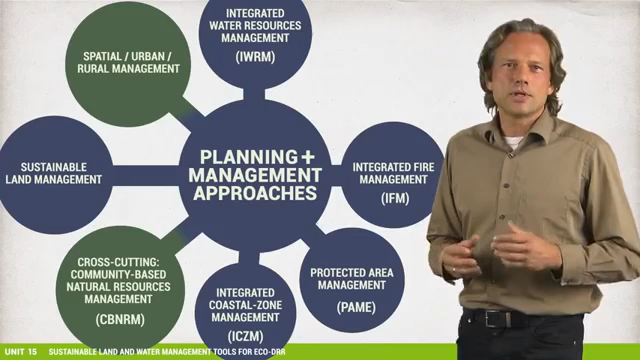 INTEGRATED
WATER RESOURCES
MANAGEMENT
(IWRM)
SPATIAL / URBAN /
RURAL MANAGEMENT
PLANNING +
MANAGEMENT
APPROACHES
SUSTAINABLE
LAND MANAGEMENT
INTEGRATED FIRE
MANAGEMENT
(IFM)
CROSS-CUTTING:
COMMUNITY-BASED
NATURAL RESOURCES
MANAGEMENT
(CBNRM)
INTEGRATED
COASTAL-ZONE
MANAGEMENT
(ICZM)
PROTECTED AREA
MANAGEMENT
(PAME)
UNIT 15 SUSTAINABLE LAND AND WATER MANAGEMENT TOOLS FOR ECO-DRR